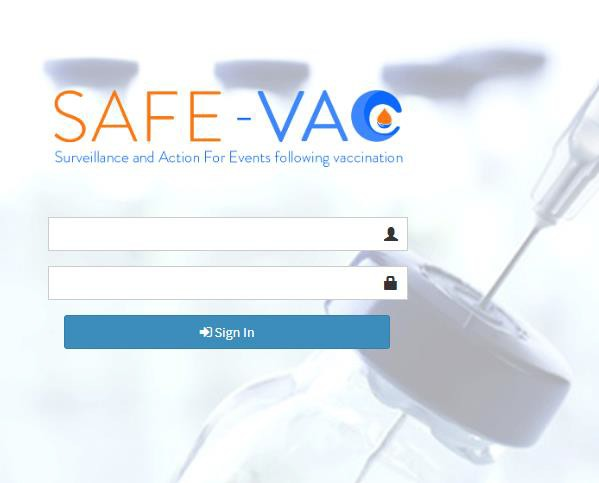 SAFE-VAC
Surveillance and Action For Events following vaccination
Sign In